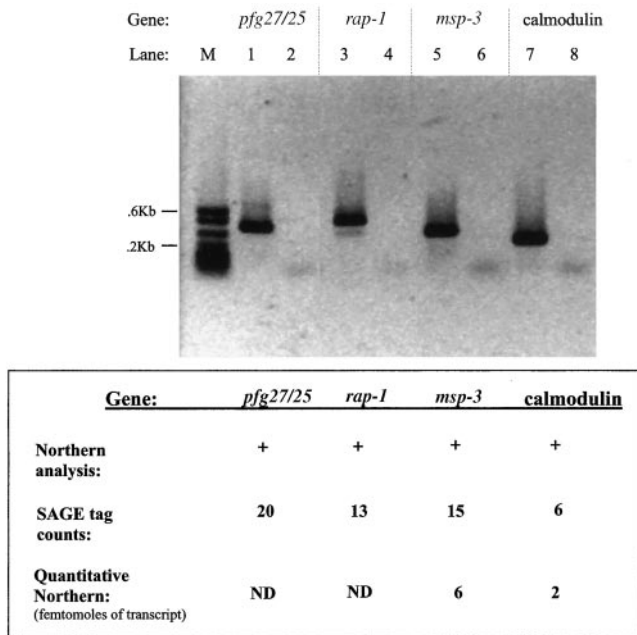 Gene: pfg27/25 rap-1 msp-3 calmodulin
Lane: M 1 2 3 4 5 6 7 8
.6Kb
.2Kb
Gene: pfg27/25 rap-1 msp-3 calmodulin
Northern
analysis: + + + +
SAGE tag
counts: 20 13 15 6
Quantitative
Northern: ND ND 6 2
(femtomoles of transcript)